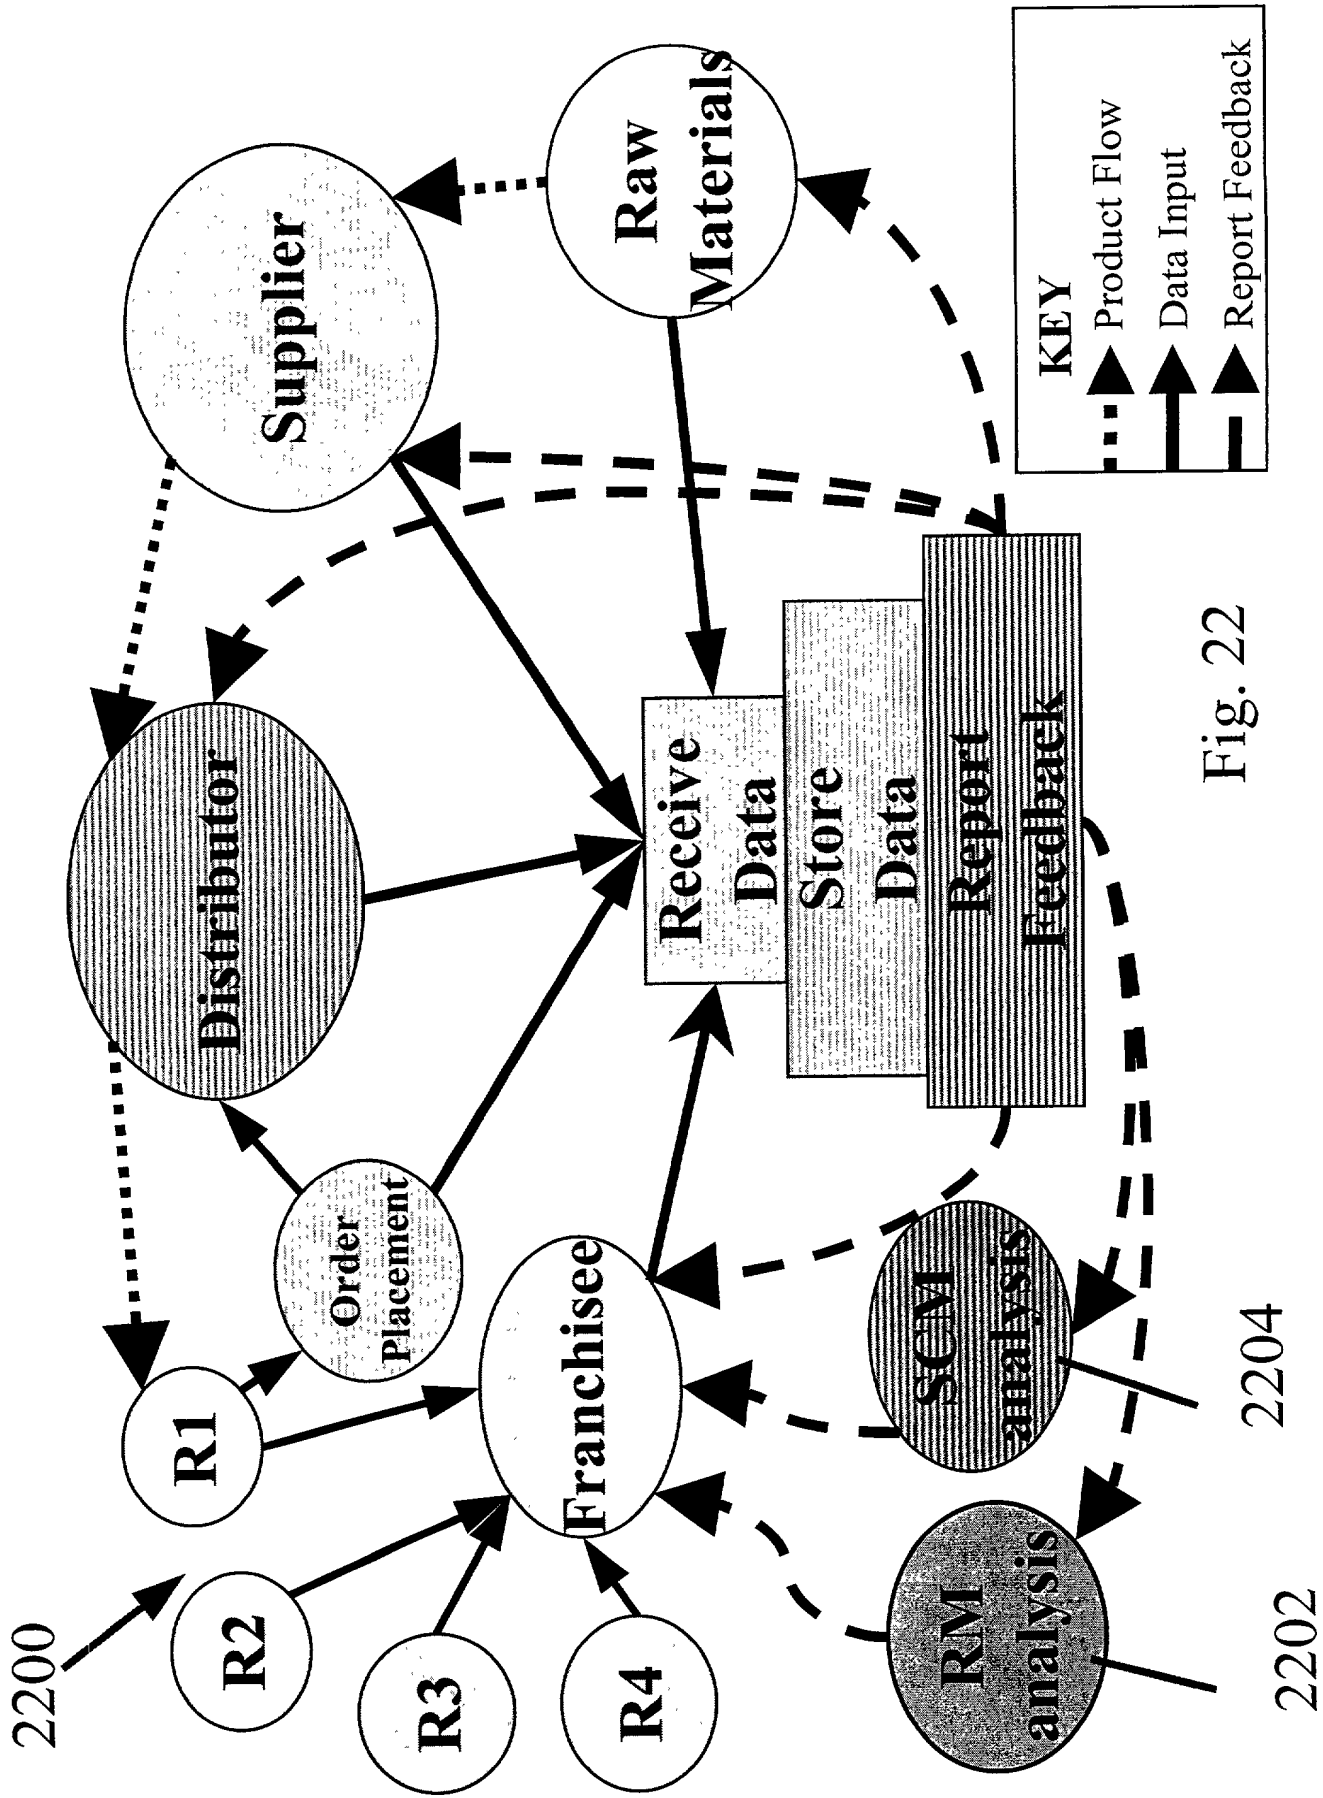 2200
R1
R2
R3
R4
Order
Placement
Distributor
Supplier
Franchisee
Receive
Data
Store
Data
Report
Feedback
Raw
Materials
RM
analysis
SCM
analysis
2202
2204
Fig. 22
KEY
Product Flow
Data Input
Report Feedback